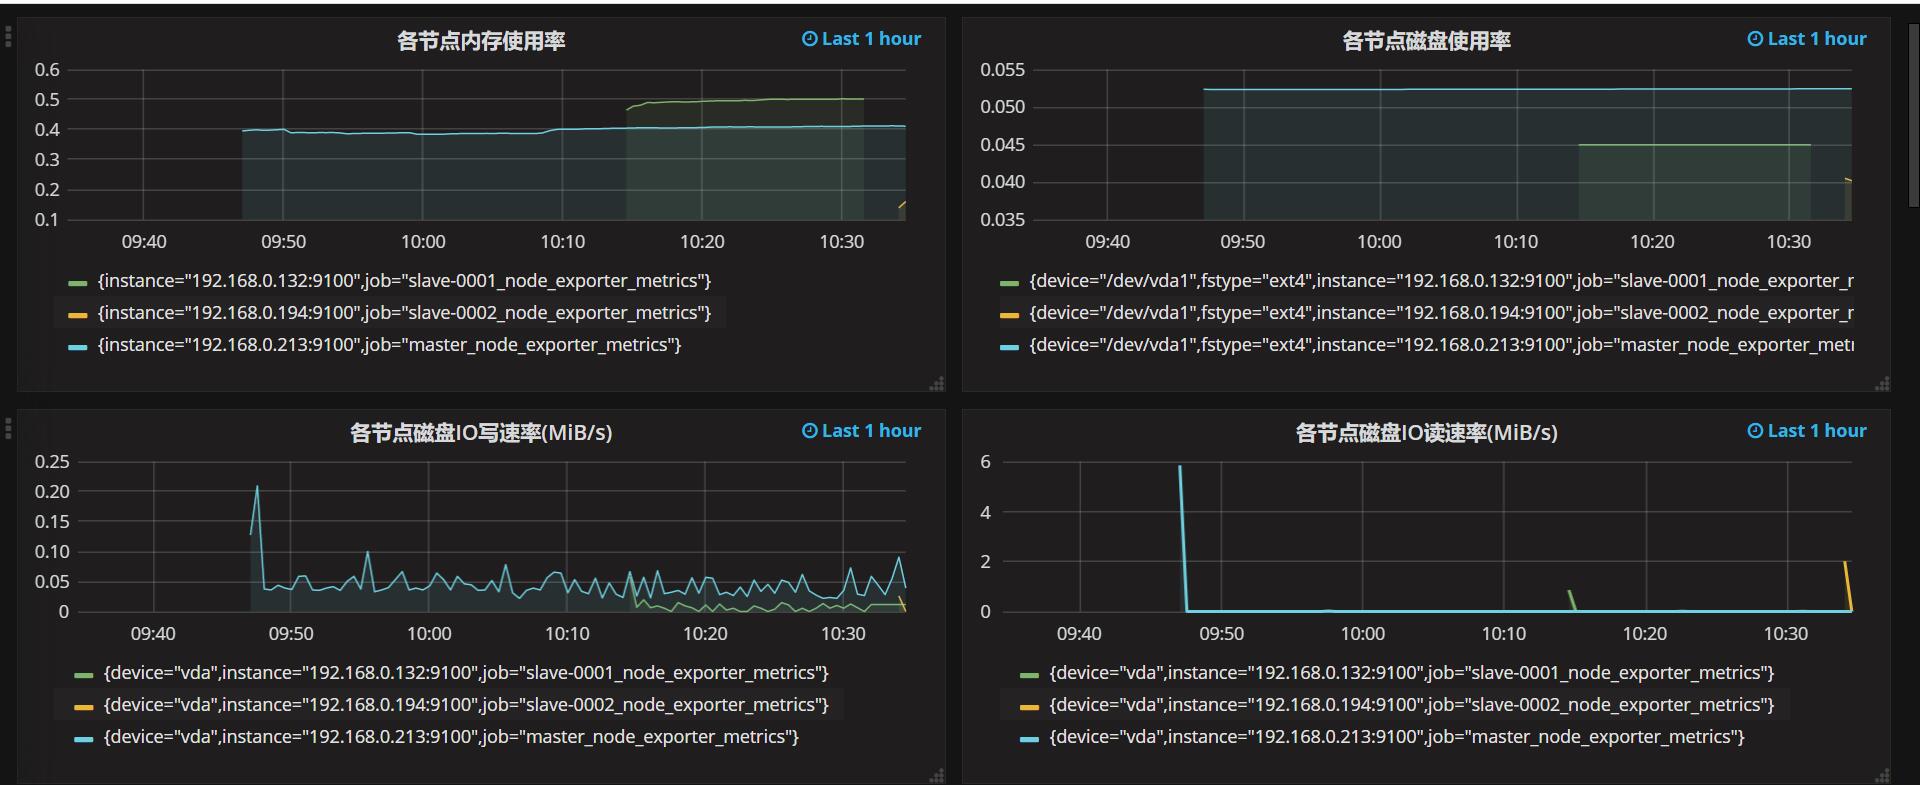 各节点内存使用率
Last 1 hour
0.6
0.5
0.4
0.3
0.2
0.1
09:40 09:50 10:00 10:10 10:20 10:30
{instance="192.168.0.132:9100",job="slave-0001_node_exporter_metrics"}
{instance="192.168.0.194:9100",job="slave-0002_node_exporter_metrics"}
{instance="192.168.0.213:9100",job="master_node_exporter_metrics"}
各节点磁盘使用率
Last 1 hour
0.055
0.050
0.045
0.040
0.035
09:40 09:50 10:00 10:10 10:20 10:30
{device="/dev/vda1",fstype="ext4",instance="192.168.0.132:9100",job="slave-0001_node_exporter_r
{device="/dev/vda1",fstype="ext4",instance="192.168.0.194:9100",job="slave-0002_node_exporter_r
{device="/dev/vda1",fstype="ext4",instance="192.168.0.213:9100",job="master_node_exporter_metr
各节点磁盘IO写速率(MiB/s)
Last 1 hour
0.25
0.20
0.15
0.10
0.05
0
09:40 09:50 10:00 10:10 10:20 10:30
{device="vda",instance="192.168.0.132:9100",job="slave-0001_node_exporter_metrics"}
{device="vda",instance="192.168.0.194:9100",job="slave-0002_node_exporter_metrics"}
{device="vda",instance="192.168.0.213:9100",job="master_node_exporter_metrics"}
各节点磁盘IO读速率(MiB/s)
Last 1 hour
6
4
2
0
09:40 09:50 10:00 10:10 10:20 10:30
{device="vda",instance="192.168.0.132:9100",job="slave-0001_node_exporter_metrics"}
{device="vda",instance="192.168.0.194:9100",job="slave-0002_node_exporter_metrics"}
{device="vda",instance="192.168.0.213:9100",job="master_node_exporter_metrics"}